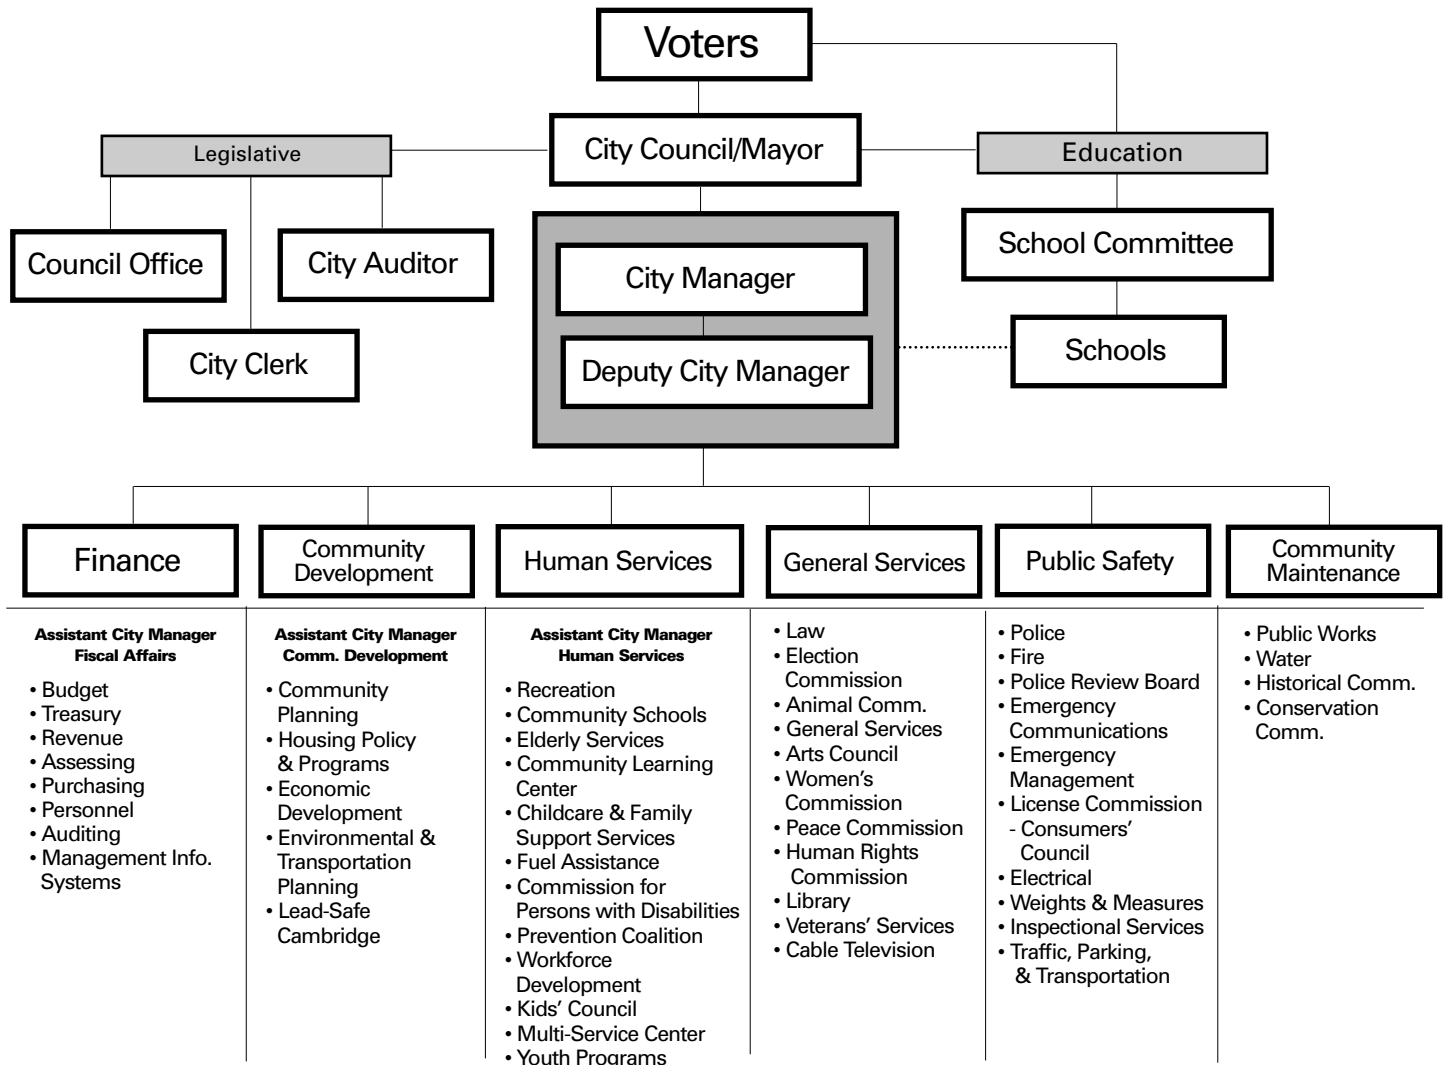 Voters
City Council/Mayor
Legislative
Education
Council Office
City Auditor
City Clerk
City Manager
Deputy City Manager
School Committee
Schools
Finance
Assistant City Manager
Fiscal Affairs
• Budget
• Treasury
• Revenue
• Assessing
• Purchasing
• Personnel
• Auditing
• Management Info.
Systems
Community
Development
Assistant City Manager
Comm. Development
• Community
Planning
• Housing Policy
& Programs
• Economic
Development
• Environmental &
Transportation
Planning
• Lead-Safe
Cambridge
Human Services
Assistant City Manager
Human Services
• Recreation
• Community Schools
• Elderly Services
• Community Learning
Center
• Childcare & Family
Support Services
• Fuel Assistance
• Commission for
Persons with Disabilities
• Prevention Coalition
• Workforce
Development
• Kids’ Council
• Multi-Service Center
• Youth Programs
General Services
• Law
• Election
Commission
• Animal Comm.
• General Services
• Arts Council
• Women’s
Commission
• Peace Commission
• Human Rights
Commission
• Library
• Veterans’ Services
• Cable Television
Public Safety
• Police
• Fire
• Police Review Board
• Emergency
Communications
• Emergency
Management
• License Commission
- Consumers’
Council
• Electrical
• Weights & Measures
• Inspectional Services
• Traffic, Parking,
& Transportation
Community
Maintenance
• Public Works
• Water
• Historical Comm.
• Conservation
Comm.